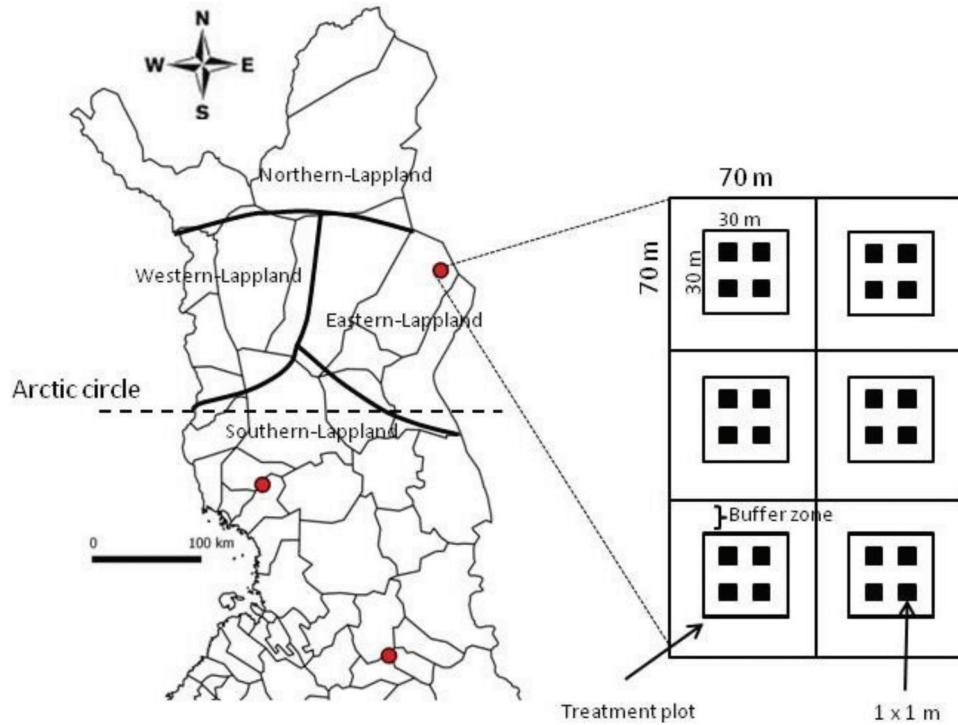 N
W E
S
Northern-Lappland
Western-Lappland
Eastern-Lappland
Arctic circle
Southern-Lappland
0 100 km
70 m
70 m
30 m
30 m
Buffer zone
Treatment plot
1 x 1 m